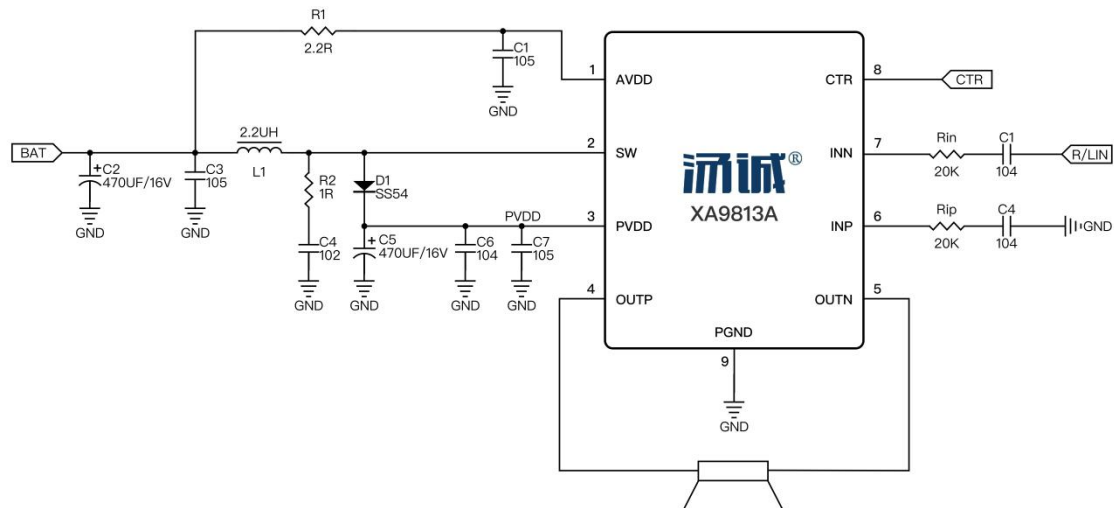 R1
2.2R
C1
105
GND
1
AVDD
CTR
8
CTR
BAT
2.2UH
L1
2
SW
INN
7
Rin
20K
C1
104
R/LIN
+
C2
470UF/16V
GND
C3
105
GND
R2
1R
D1
SS54
汤诚®
XA9813A
PVDD
3
PVDD
INP
6
Rip
20K
C4
104
GND
C4
102
GND
+
C5
470UF/16V
GND
C6
104
GND
C7
105
GND
4
OUTP
OUTN
5
PGND
9
GND